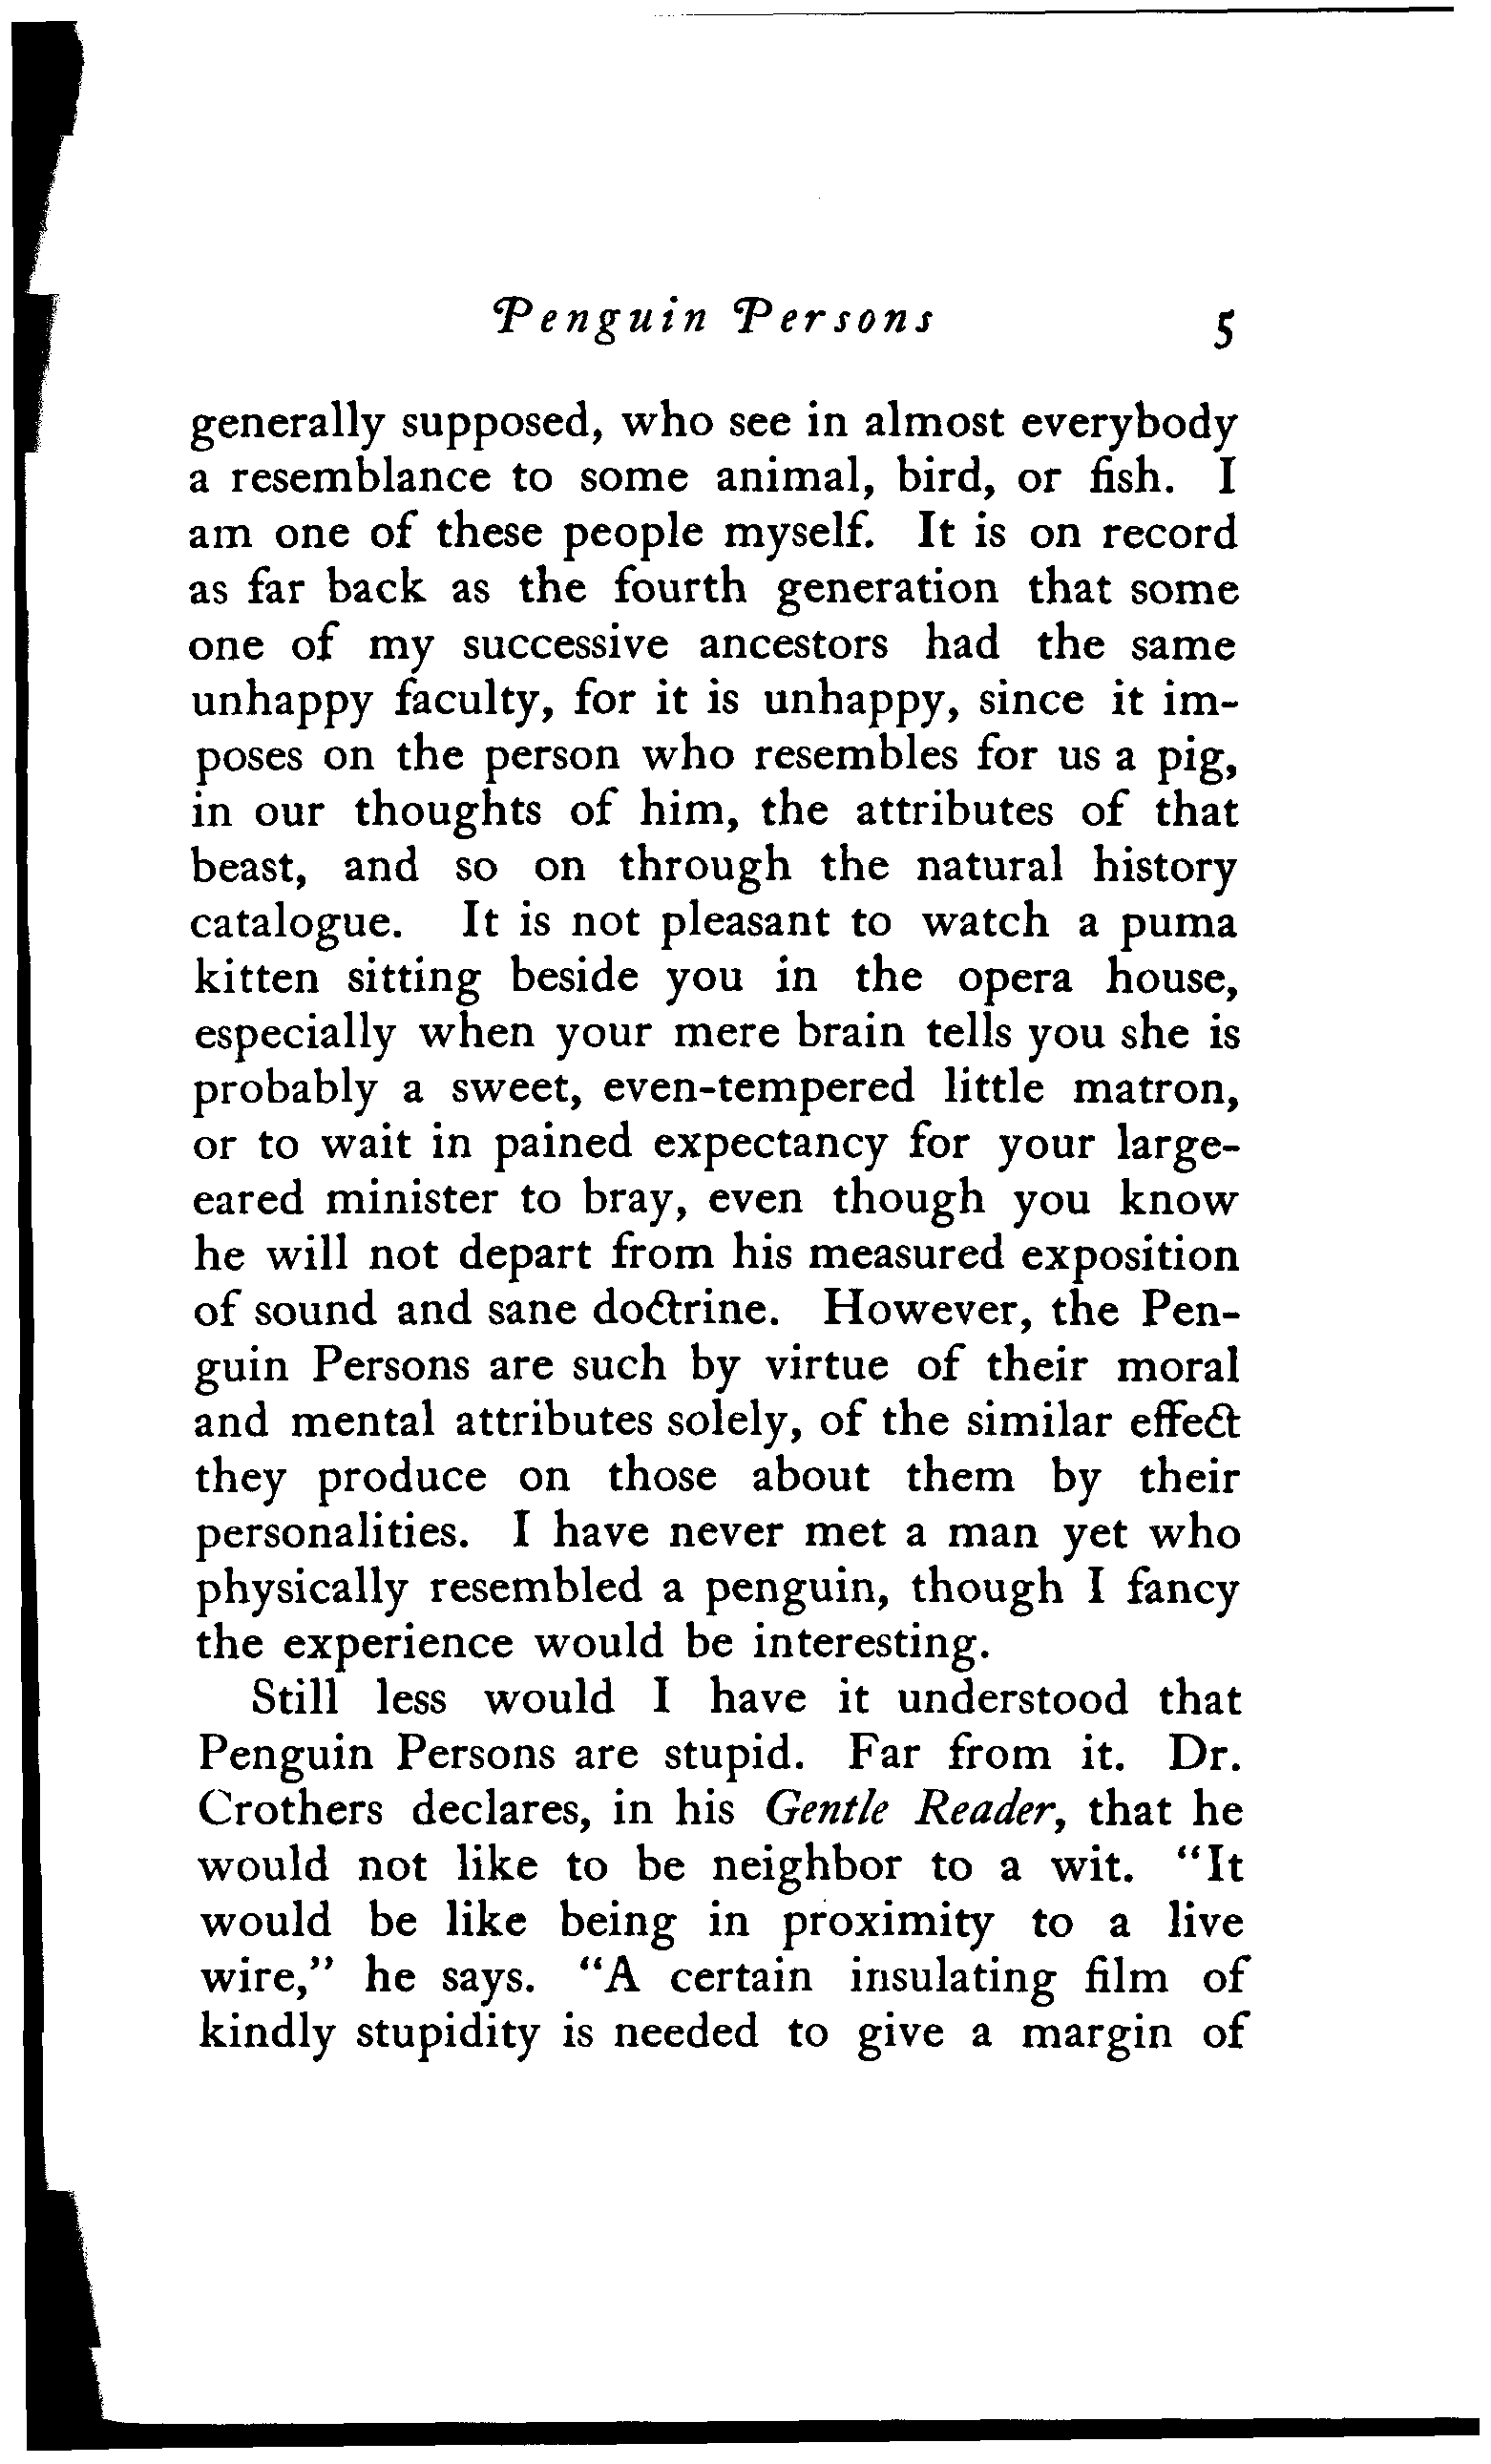 Penguin Persons 5
generally supposed, who see in almost everybody
a resemblance to some animal, bird, or fish. I
am one of these people myself. It is on record
as far back as the fourth generation that some
one of my successive ancestors had the same
unhappy faculty, for it is unhappy, since it im-
poses on the person who resembles for us a pig,
in our thoughts of him, the attributes of that
beast, and so on through the natural history
catalogue. It is not pleasant to watch a puma
kitten sitting beside you in the opera house,
especially when your mere brain tells you she is
probably a sweet, even-tempered little matron,
or to wait in pained expectancy for your large-
eared minister to bray, even though you know
he will not depart from his measured exposition
of sound and sane doctrine. However, the Pen-
guin Persons are such by virtue of their moral
and mental attributes solely, of the similar effect
they produce on those about them by their
personalities. I have never met a man yet who
physically resembled a penguin, though I fancy
the experience would be interesting.
Still less would I have it understood that
Penguin Persons are stupid. Far from it. Dr.
Crothers declares, in his Gentle Reader, that he
would not like to be neighbor to a wit. "It
would be like being in proximity to a live
wire," he says. "A certain insulating film of
kindly stupidity is needed to give a margin of